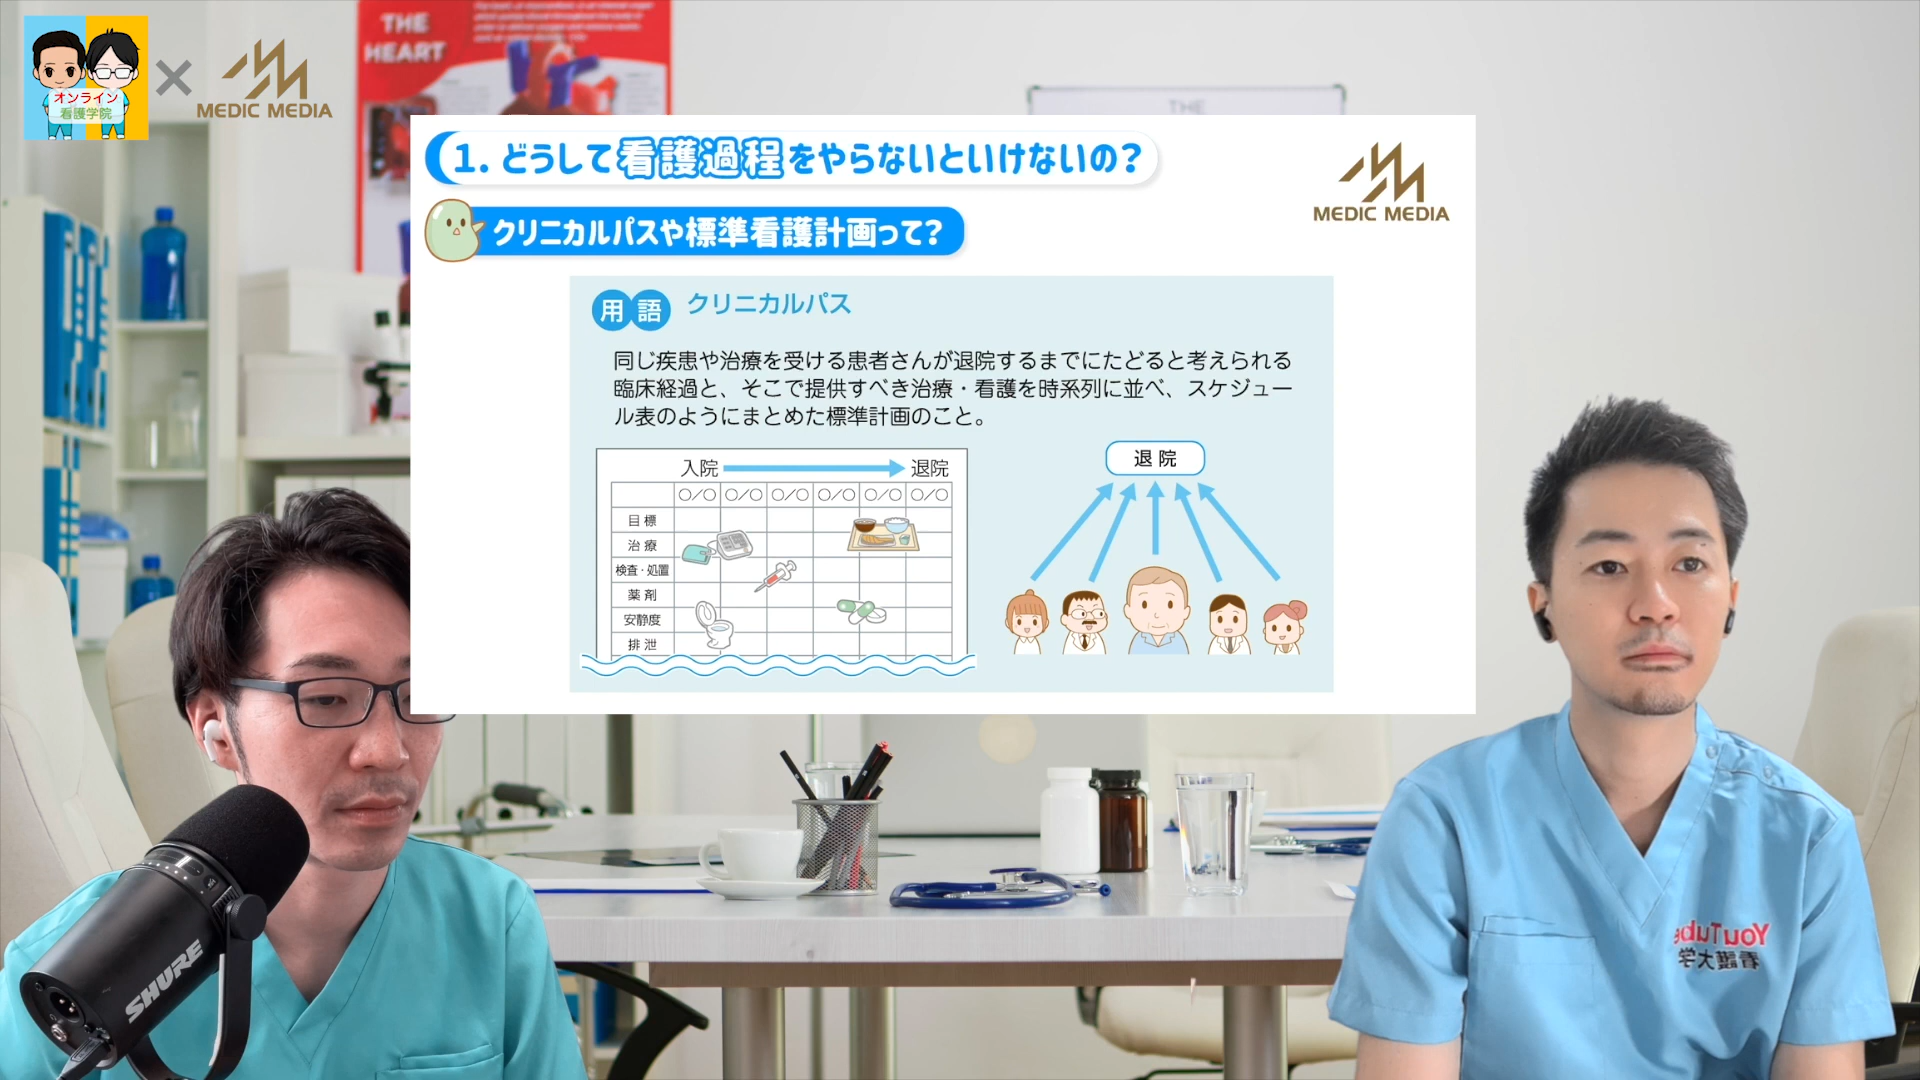 オンライン
看護学院
×
MEDIC MEDIA
THE
HEART
THE
1. どうして看護過程をやらないといけないの?
MEDIC MEDIA
クリニカルパスや標準看護計画って?
用語 クリニカルパス
同じ疾患や治療を受ける患者さんが退院するまでにたどると考えられる
臨床経過と、そこで提供すべき治療・看護を時系列に並べ、スケジュー
ル表のようにまとめた標準計画のこと。
入院 退院
○/○ ○/○ ○/○ ○/○ ○/○ ○/○
目標
治療
検査・処置
薬剤
安静度
排泄
退院
SHURE
YouTube
看護大学